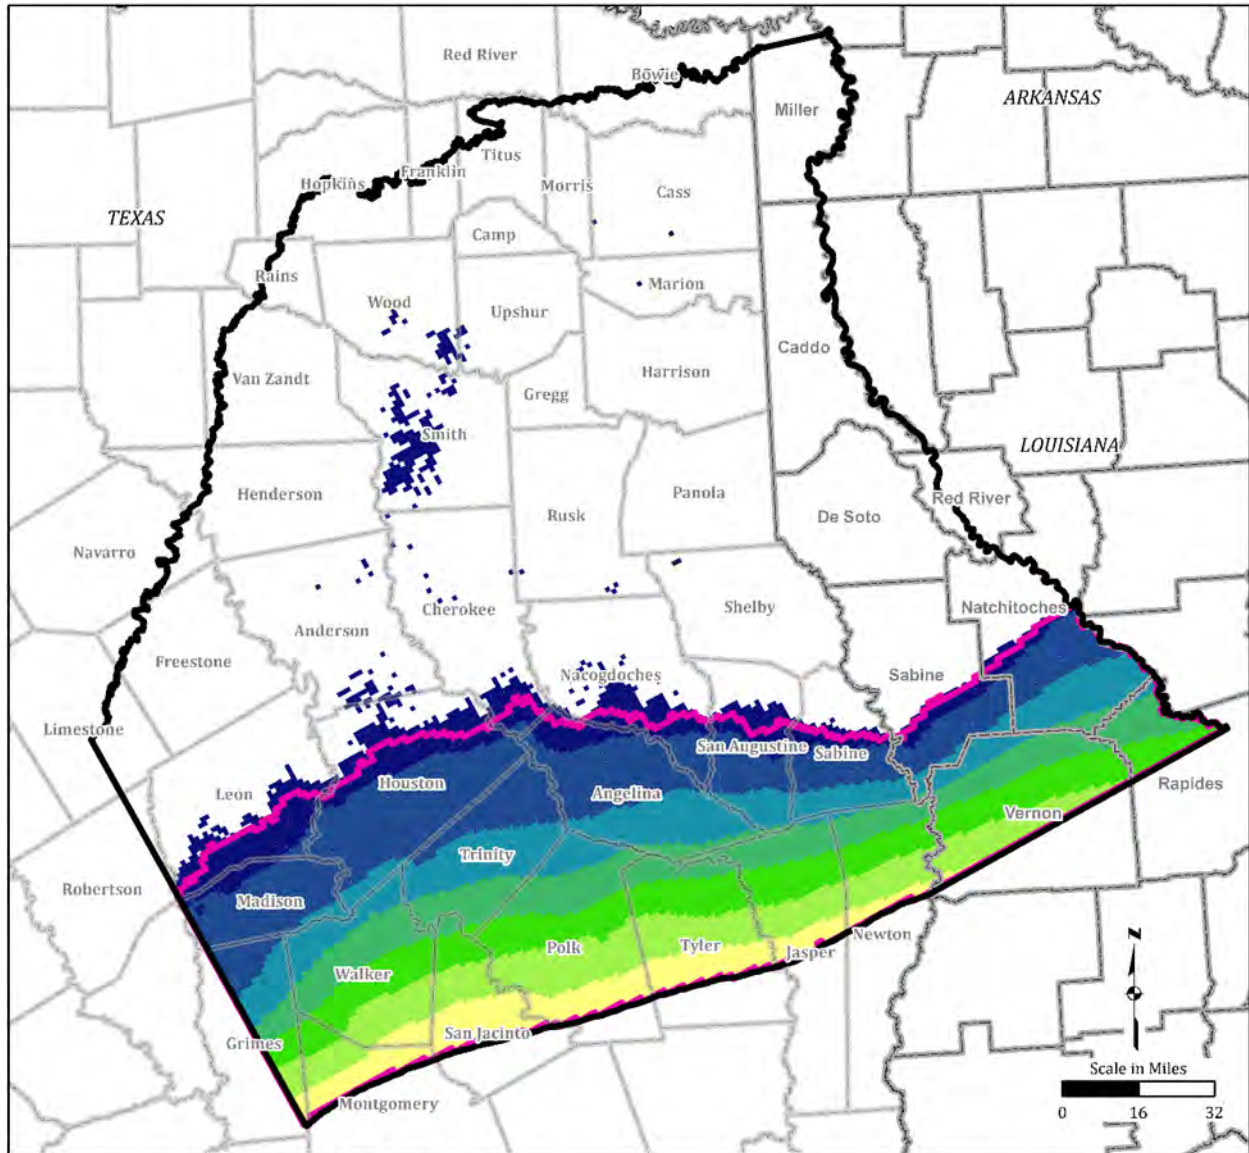 Red River
Bowie
ARKANSAS
Miller
Titus
Franklin
Hopkins
Morris
Cass
TEXAS
Camp
Rains
Marion
Wood
Upshur
Caddo
Harrison
Van Zandt
Gregg
Smith
LOUISIANA
Henderson
Panola
Red River
Rusk
De Soto
Navarro
Shelby
Natchitoches
Cherokee
Anderson
Freestone
Nacogdoches
Sabine
Limestone
San Augustine
Sabine
Houston
Rapides
Leon
Angelina
Vernon
Trinity
Robertson
Madison
Newton
Polk
Tyler
Jasper
Walker
N
San Jacinto
Grimes
Scale in Miles
Montgomery
0 16 32